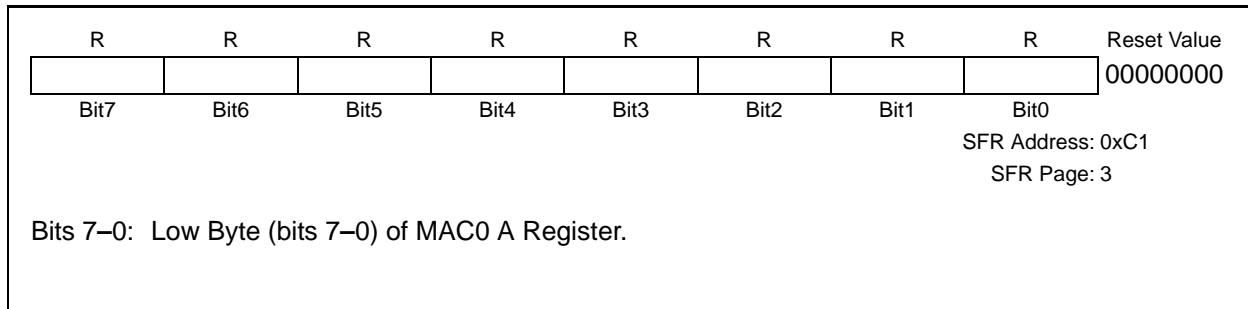 R R R R R R R R Reset Value
00000000
Bit7 Bit6 Bit5 Bit4 Bit3 Bit2 Bit1 Bit0
SFR Address: 0xC1
SFR Page: 3
Bits 7–0: Low Byte (bits 7–0) of MAC0 A Register.